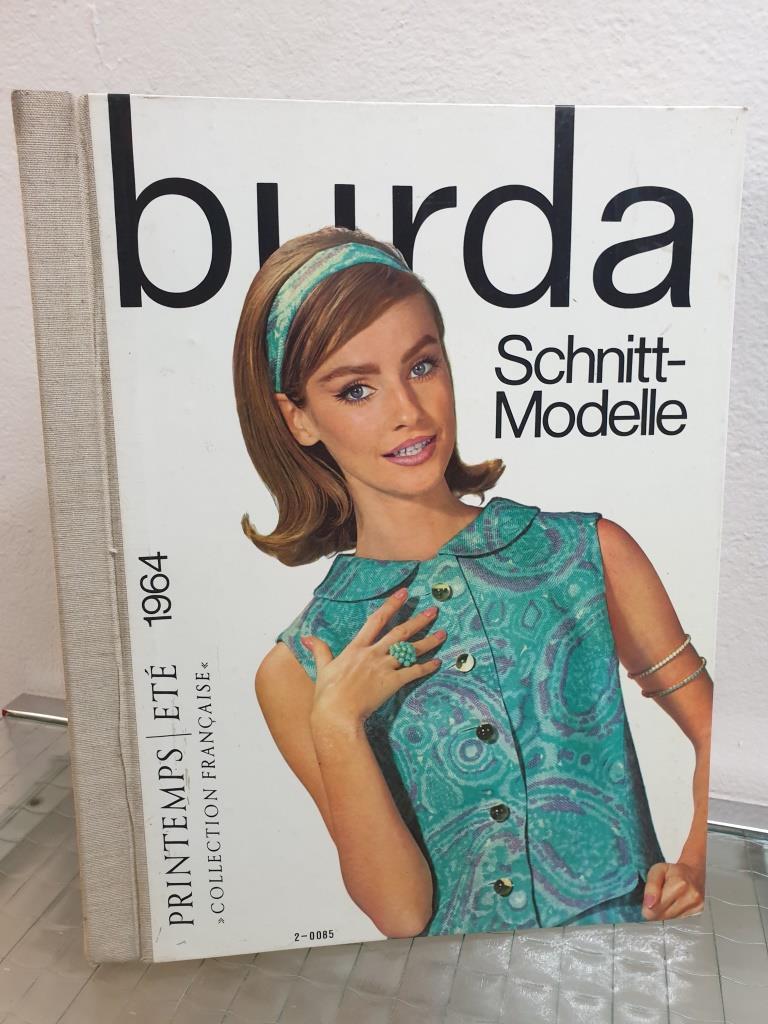 burda
Schnitt-
Modelle
PRINTEMPS | ETÉ 1964
»COLLECTION FRANÇAISE«
2-0085